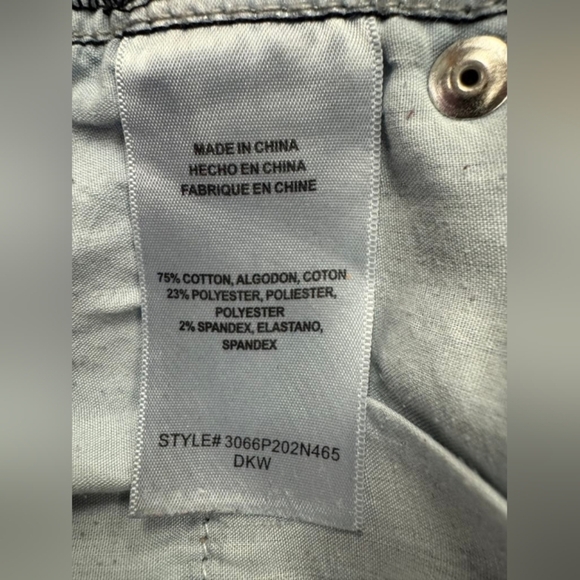 MADE IN CHINA
HECHO EN CHINA
FABRIQUE EN CHINE
75% COTTON, ALGODON, COTON
23% POLYESTER, POLIESTER,
POLYESTER
2% SPANDEX, ELASTANO,
SPANDEX
STYLE# 3066P202N465
DKW